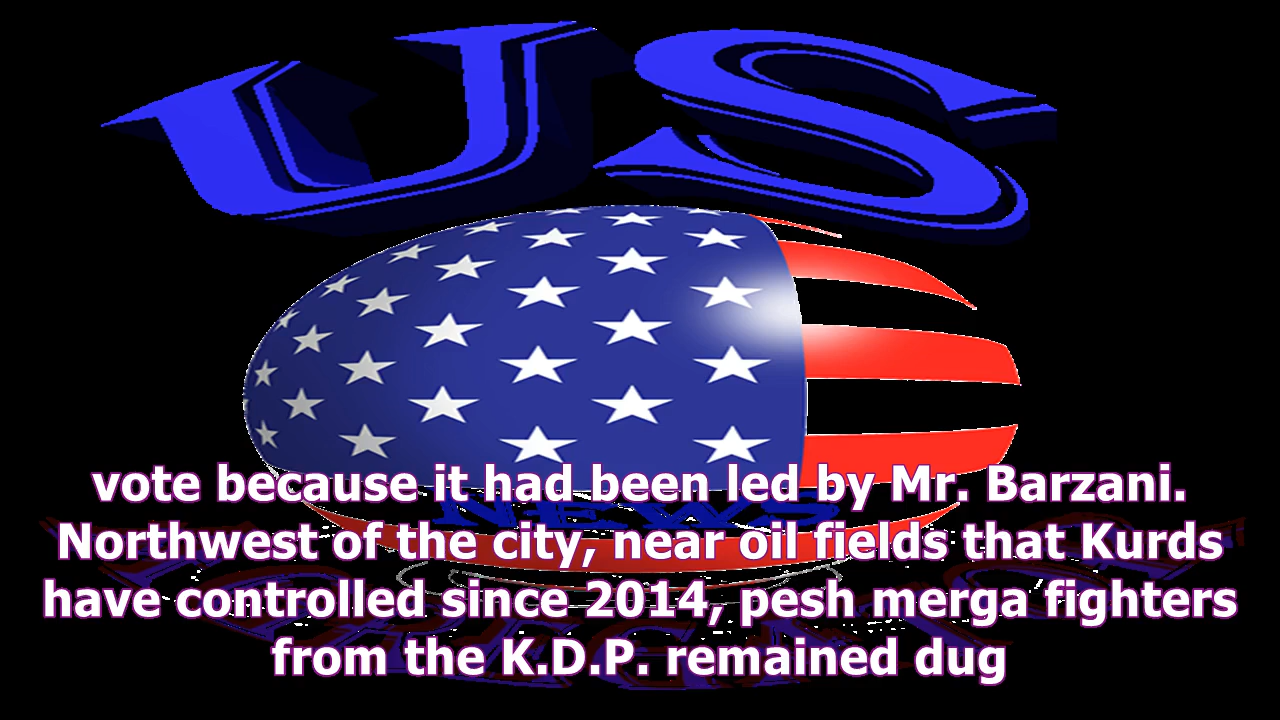 US
NEWS
vote because it had been led by Mr. Barzani.
Northwest of the city, near oil fields that Kurds
have controlled since 2014, pesh merga fighters
from the K.D.P. remained dug